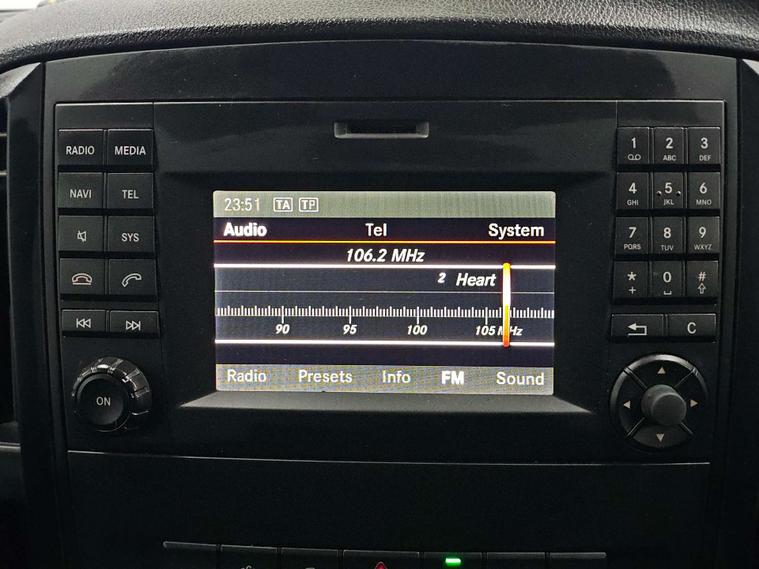 RADIO MEDIA
NAVI TEL
SYS
ON
23:51 TA TP
Audio Tel System
106.2 MHz
2 Heart
90 95 100 105 MHz
Radio Presets Info FM Sound
1 2 ABC 3 DEF
4 GHI 5 JKL 6 MNO
7 PQRS 8 TUV 9 WXYZ
* + 0 #
C